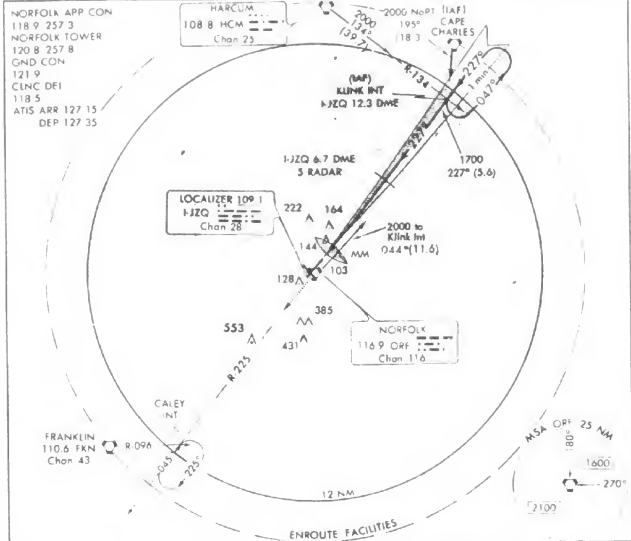 NORFOLK APP CON
118 9 257 3
NORFOLK TOWER
120 8 257 8
GND CON
121 9
CLNC DEl
118 5
ATIS ARR 127 15
DEP 127 35
HARCUM
108 8 HCM
Chan 25
2000
134°
(39.7)
R-134
2000 NoPT (IAF)
195° CAPE
(18.3 CHARLES
227°
1 min
047°
(IAF)
KLINK INT
I-JZQ 12.3 DME
227°
1700
227° (5.6)
I-JZQ 6.7 DME
5 RADAR
LOCALIZER 109 1
I-JZQ
Chan 28
222
164
144
MM
2000 to
Klink Int
044°(11.6)
103
128
385
553
431
NORFOLK
116 9 ORF
Chan 116
R-225
CALEY
INT
FRANKLIN
110.6 FKN
Chan 43
R-096
045
225°
12 NM
MSA ORF 25 NM
180°
1600
270°
2100
ENROUTE FACILITIES